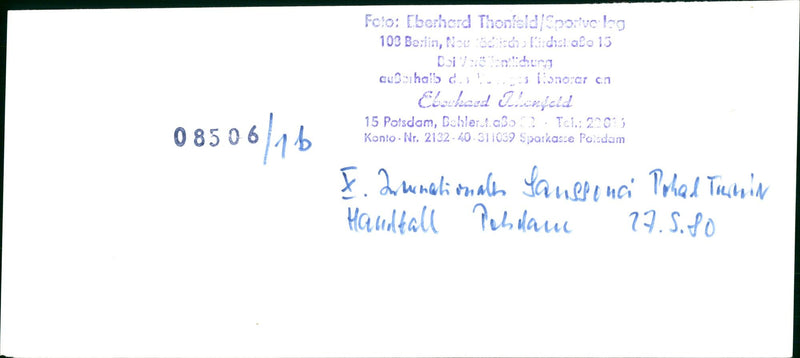 Foto: Eberhard Thonfeld/Sportverlag
108 Berlin, Neustädtische Kirchstraße 15
Bei Veröffentlichung
außerhalb des Verlages Honorar an
Eberhard Thonfeld
15 Potsdam, Behlerstraße · Tel.:
Konto-Nr. 2132-40-311039 Sparkasse Potsdam
08506/1b
X. Internationales Sanssouci Pokal Turnier
Handball Potsdam 27.5.80